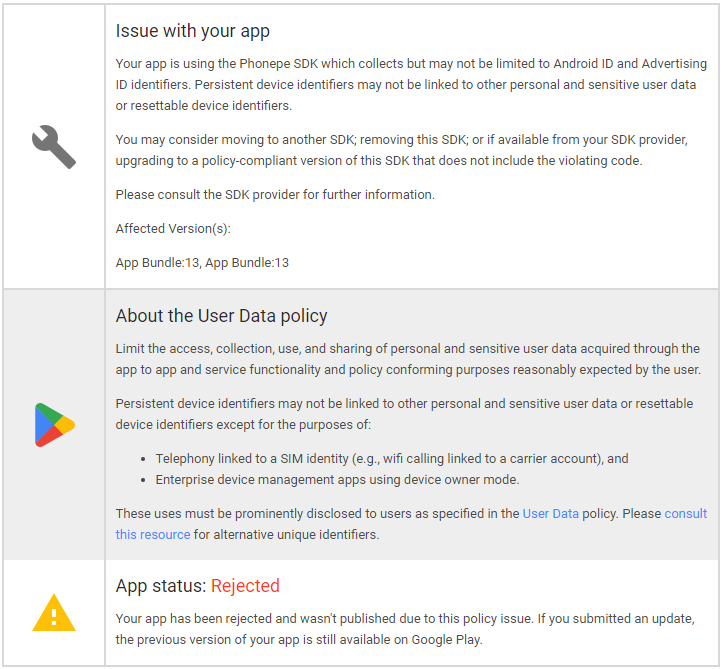 Issue with your app
Your app is using the Phonepe SDK which collects but may not be limited to Android ID and Advertising
ID identifiers. Persistent device identifiers may not be linked to other personal and sensitive user data
or resettable device identifiers.
You may consider moving to another SDK; removing this SDK; or if available from your SDK provider,
upgrading to a policy-compliant version of this SDK that does not include the violating code.
Please consult the SDK provider for further information.
Affected Version(s):
App Bundle:13, App Bundle:13
About the User Data policy
Limit the access, collection, use, and sharing of personal and sensitive user data acquired through the
app to app and service functionality and policy conforming purposes reasonably expected by the user.
Persistent device identifiers may not be linked to other personal and sensitive user data or resettable
device identifiers except for the purposes of:
• Telephony linked to a SIM identity (e.g., wifi calling linked to a carrier account), and
• Enterprise device management apps using device owner mode.
These uses must be prominently disclosed to users as specified in the User Data policy. Please consult
this resource for alternative unique identifiers.
App status: Rejected
Your app has been rejected and wasn't published due to this policy issue. If you submitted an update,
the previous version of your app is still available on Google Play.